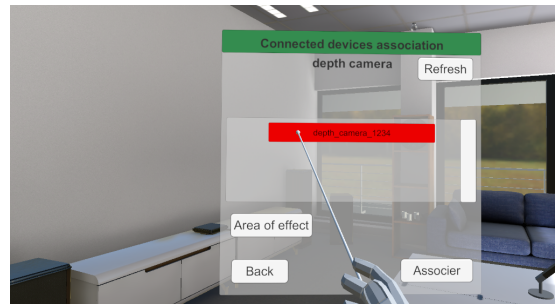 Connected devices association
depth camera
Refresh
depth_camera_1234
Area of effect
Back
Associer